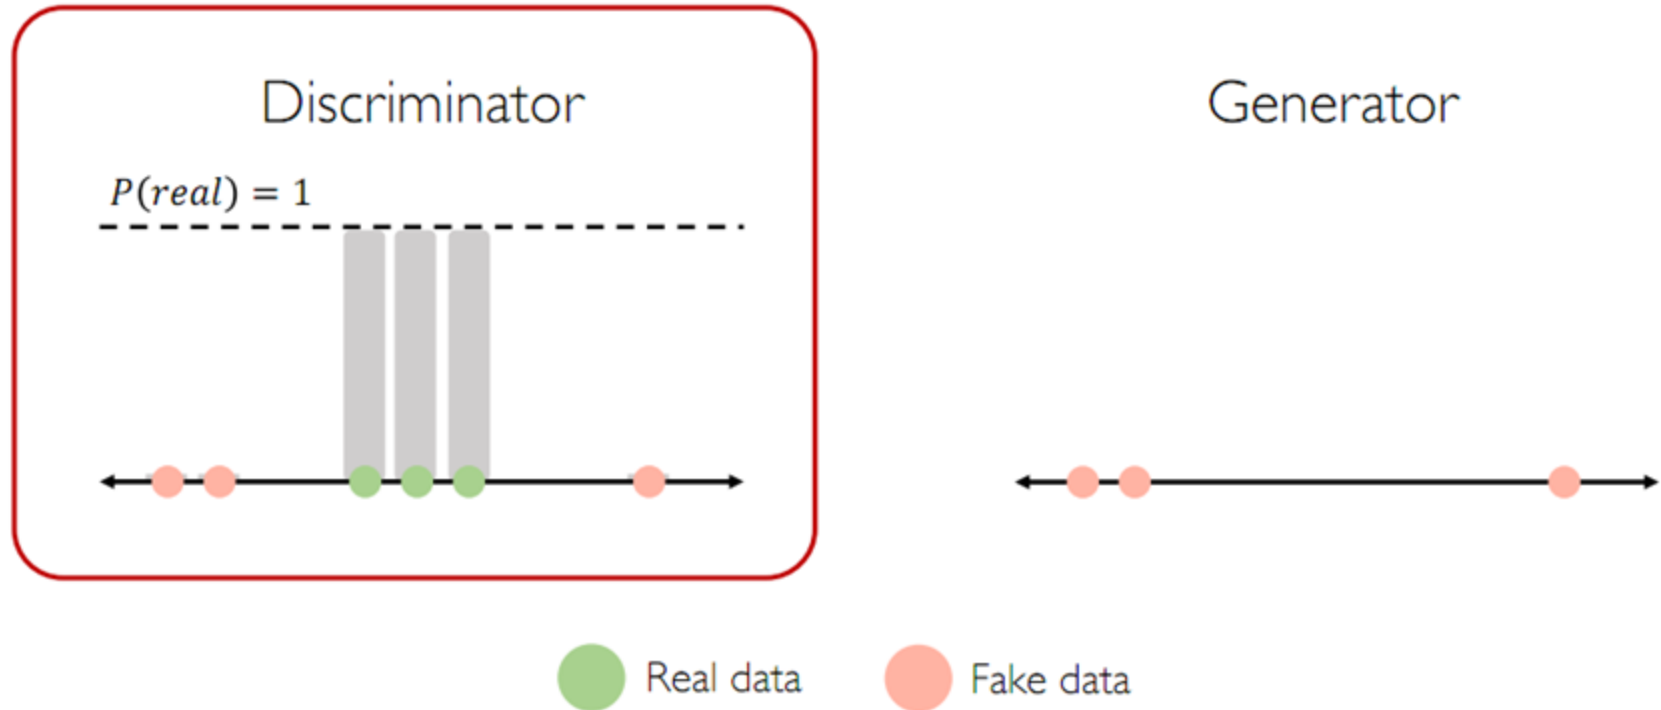 Discriminator
Generator
P(real) = 1
Real data
Fake data